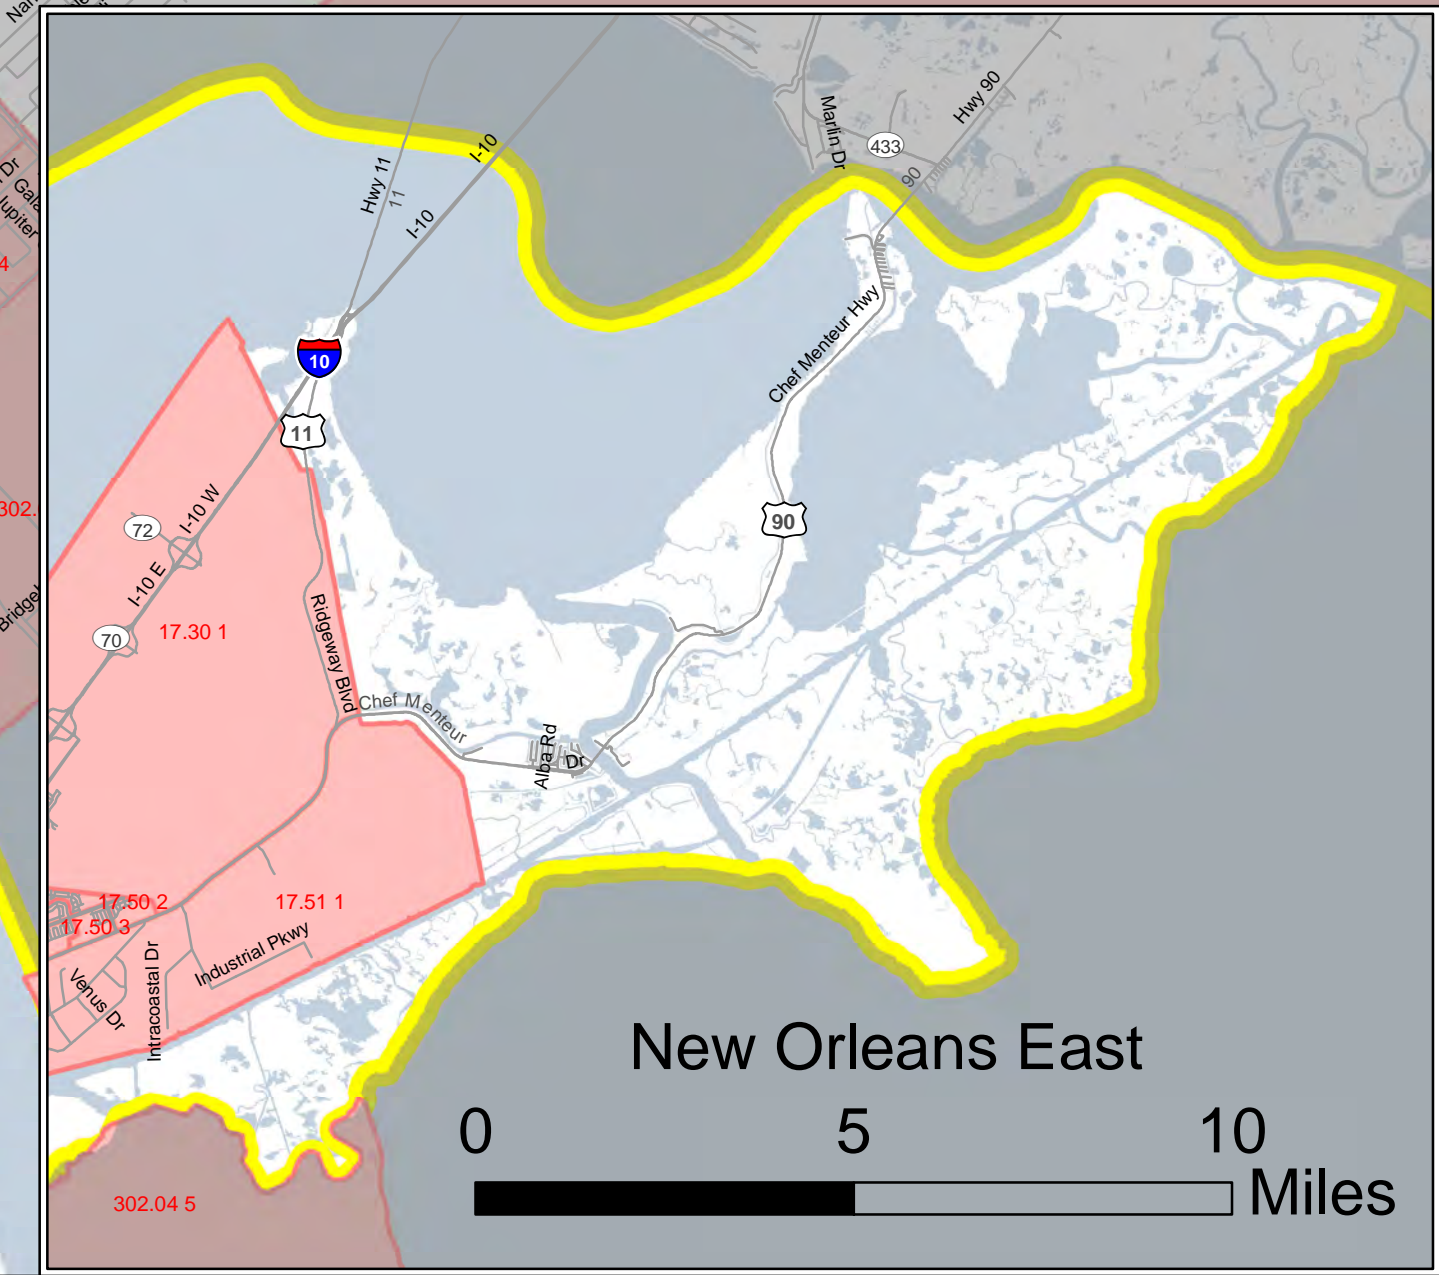 Hwy 90
Marlin Dr
433
90
I-10
Hwy 11
11
I-10
Dr
Jupiter
4
10
Chef Menteur Hwy
11
302.
I-10 W
72
90
I-10 E
70
17.30 1
Ridgeway Blvd
Chef Menteur
Alba Rd
Dr
17.50 2
17.51 1
17.50 3
Industrial Pkwy
Venus Dr
Intracoastal Dr
New Orleans East
0 5 10
Miles
302.04 5